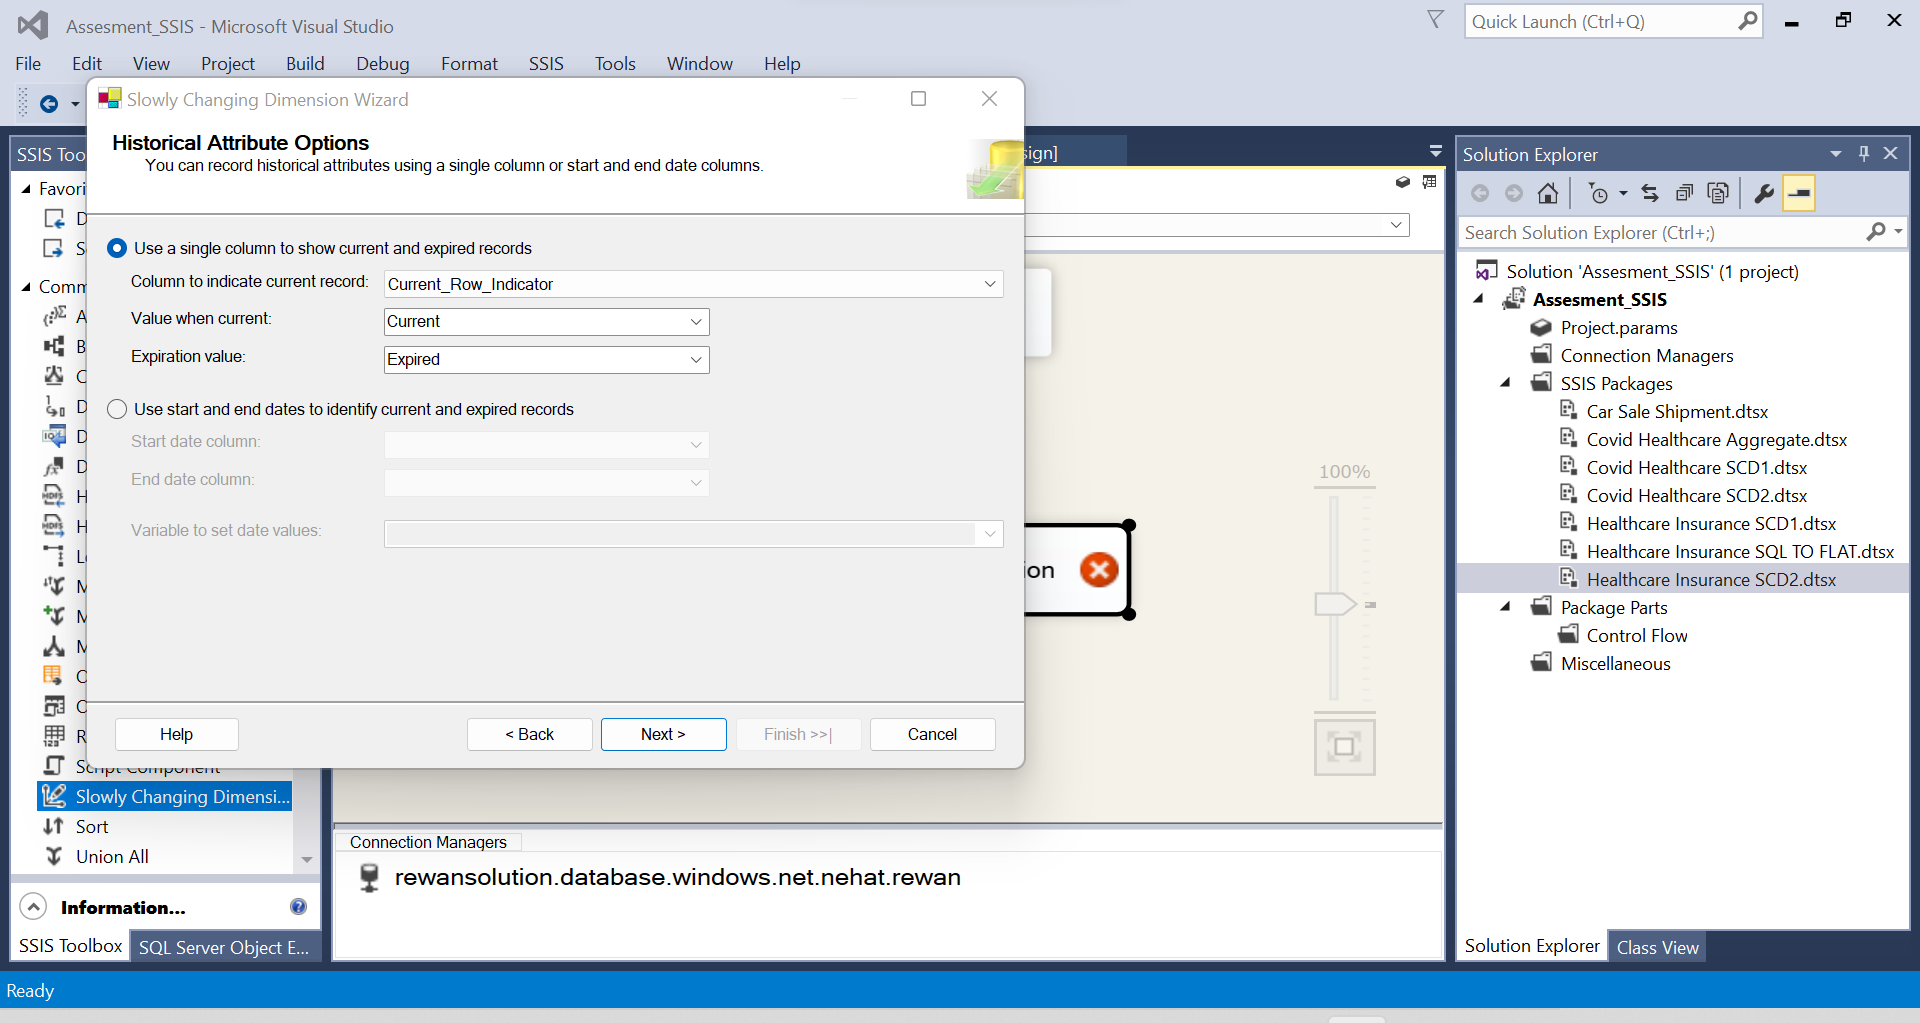 Assesment_SSIS - Microsoft Visual Studio
Quick Launch (Ctrl+Q)
File Edit View Project Build Debug Format SSIS Tools Window Help
Slowly Changing Dimension Wizard
Historical Attribute Options
You can record historical attributes using a single column or start and end date columns.
Use a single column to show current and expired records
Column to indicate current record: Current_Row_Indicator
Value when current: Current
Expiration value: Expired
Use start and end dates to identify current and expired records
Start date column:
End date column:
Variable to set date values:
Help
< Back
Next >
Finish >>|
Cancel
SSIS Too
Favori
D
S
Comm
A
B
C
D
D
D
H
H
L
M
M
M
O
O
R
Script Component
Slowly Changing Dimensi...
Sort
Union All
Information...
SSIS Toolbox
SQL Server Object E...
sign]
ion
100%
Connection Managers
rewansolution.database.windows.net.nehat.rewan
Solution Explorer
Search Solution Explorer (Ctrl+;)
Solution 'Assesment_SSIS' (1 project)
Assesment_SSIS
Project.params
Connection Managers
SSIS Packages
Car Sale Shipment.dtsx
Covid Healthcare Aggregate.dtsx
Covid Healthcare SCD1.dtsx
Covid Healthcare SCD2.dtsx
Healthcare Insurance SCD1.dtsx
Healthcare Insurance SQL TO FLAT.dtsx
Healthcare Insurance SCD2.dtsx
Package Parts
Control Flow
Miscellaneous
Solution Explorer
Class View
Ready